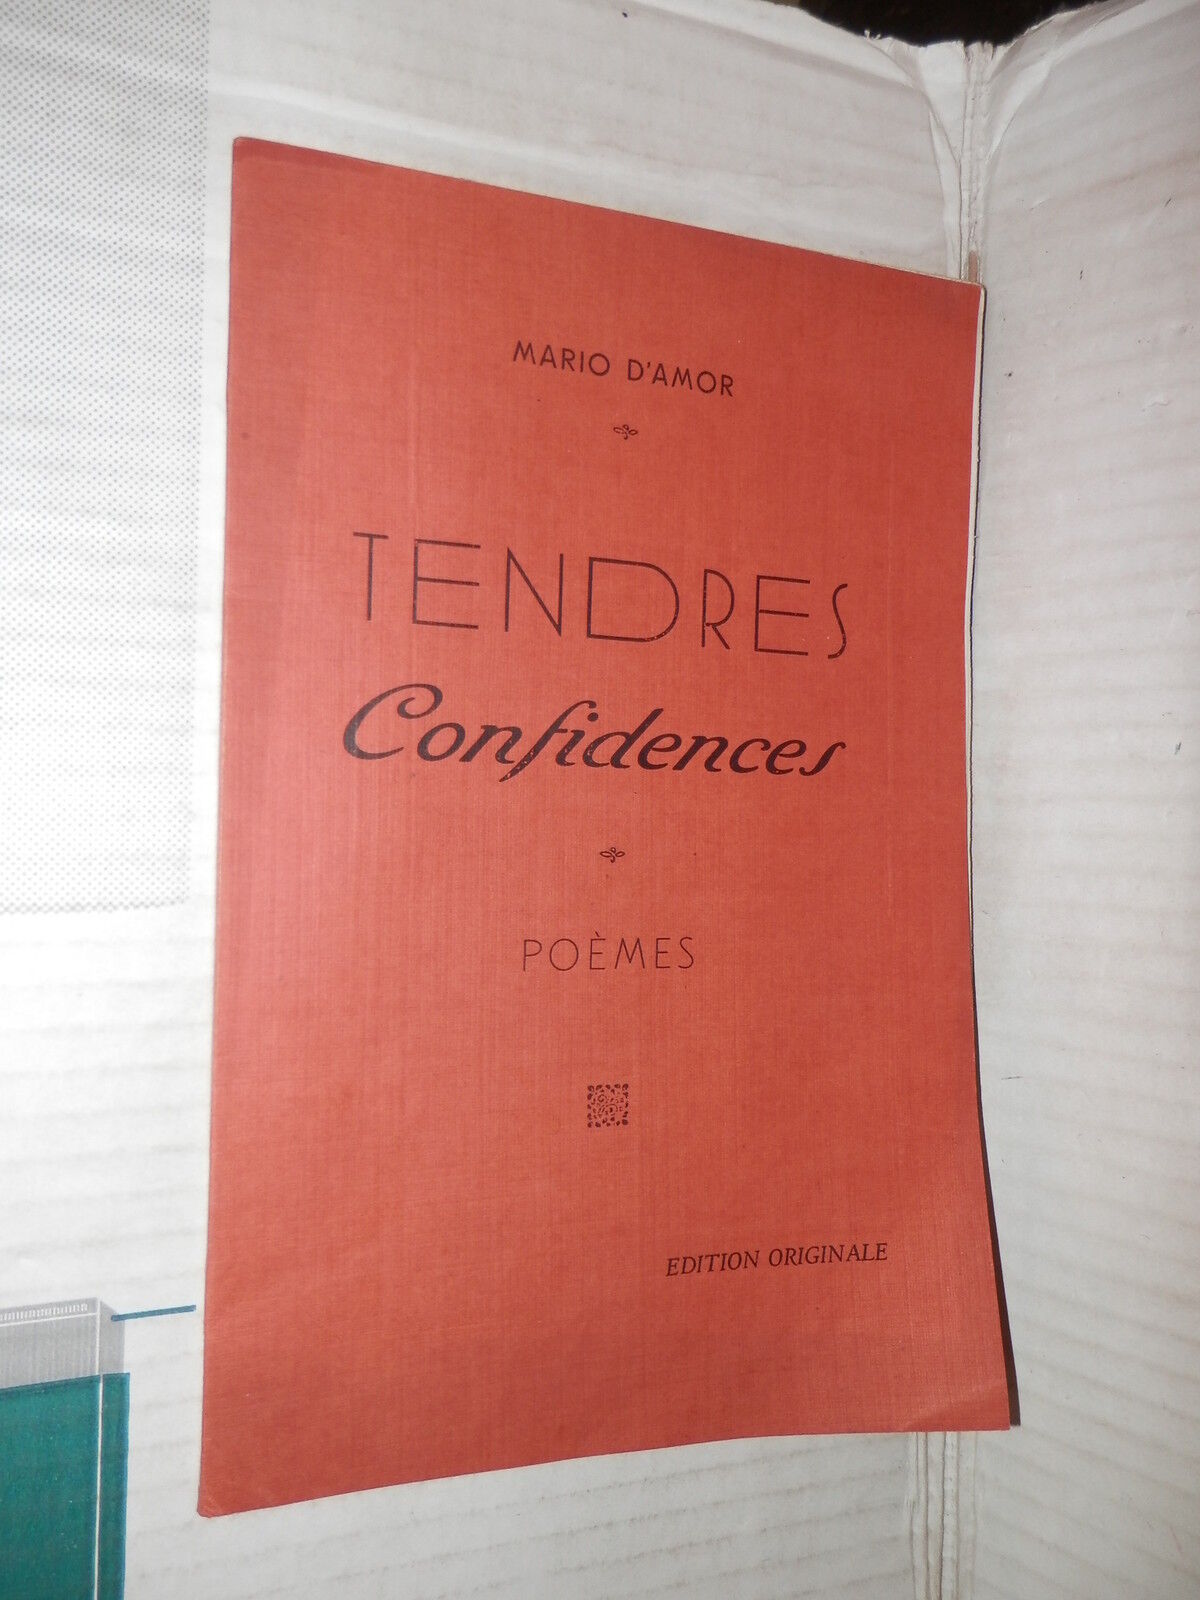 MARIO D'AMOR
TENDRES
Confidences
POÈMES
EDITION ORIGINALE